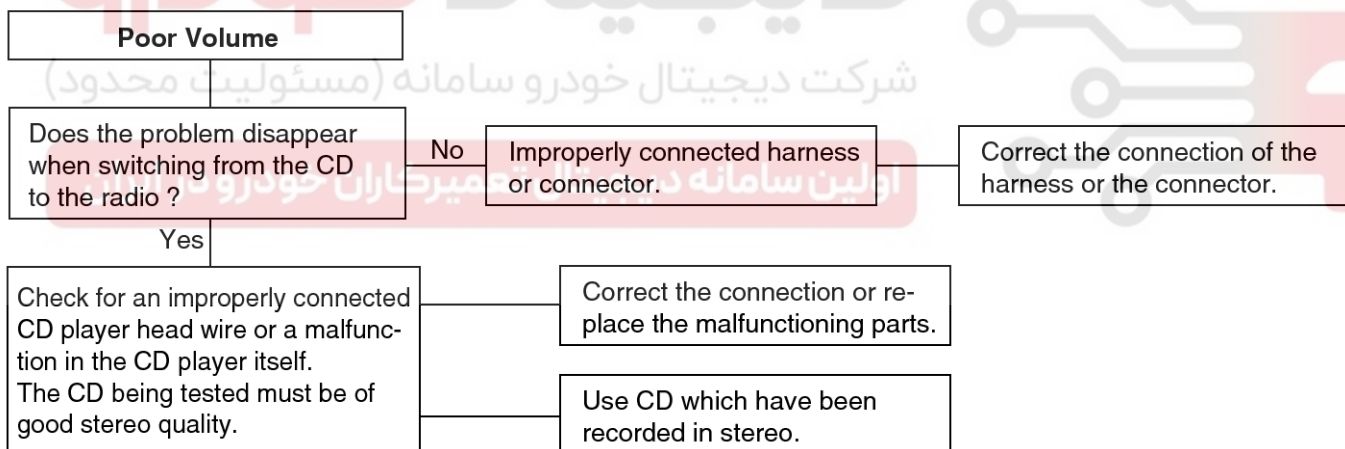 Poor Volume
شرکت دیجیتال خودرو سامانه (مسئولیت محدود)
Does the problem disappear
when switching from the CD
to the radio ?
No
Improperly connected harness
or connector.
Correct the connection of the
harness or the connector.
اولین سامانه دیجیتال تعمیرکاران خودرو در ایران
Yes
Check for an improperly connected
CD player head wire or a malfunc-
tion in the CD player itself.
The CD being tested must be of
good stereo quality.
Correct the connection or re-
place the malfunctioning parts.
Use CD which have been
recorded in stereo.